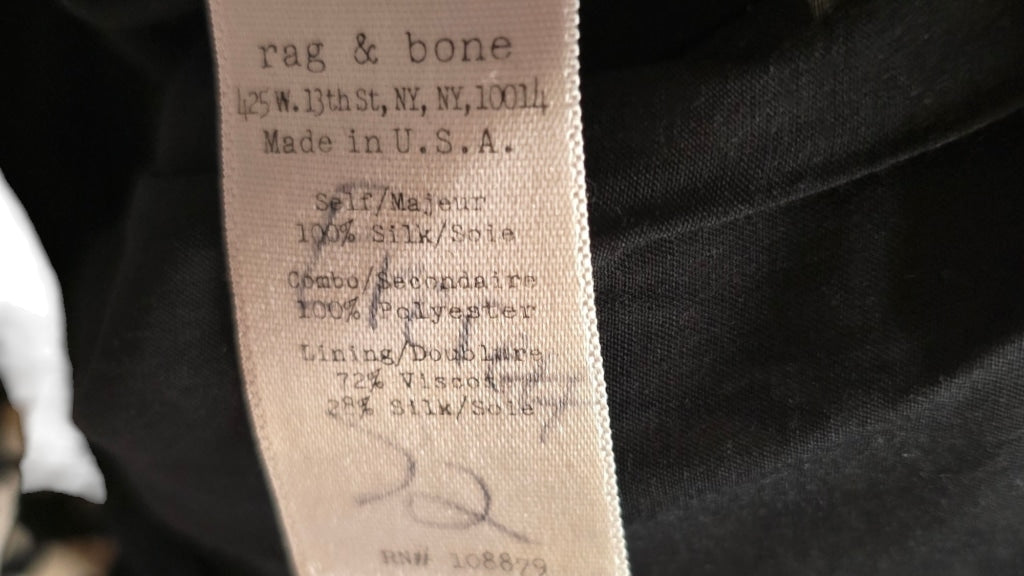 rag & bone
425 W. 13th St, NY, NY, 10014
Made in U.S.A.
Self/Majeur
100% Silk/Soie
Combo/Secondaire
100% Polyester
Lining/Doublure
72%
28% Silk/Soie
RN# 108879